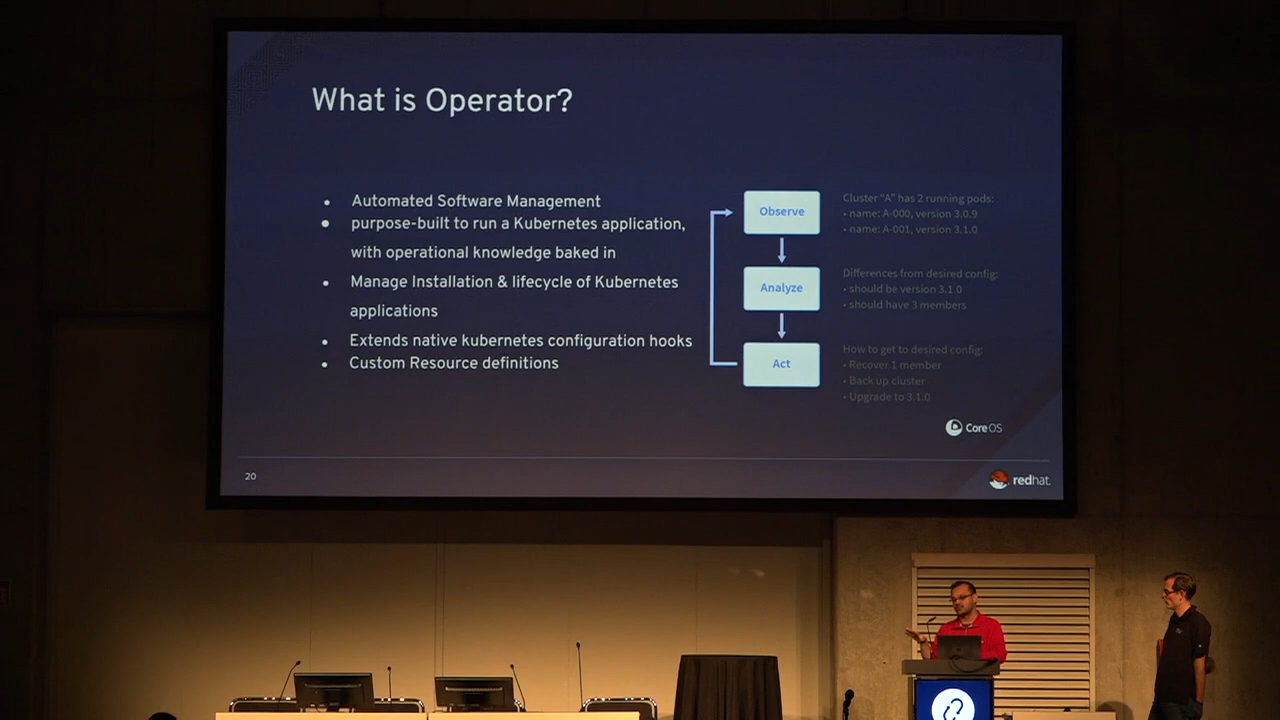 What is Operator?
• Automated Software Management
• purpose-built to run a Kubernetes application,
with operational knowledge baked in
• Manage Installation & lifecycle of Kubernetes
applications
• Extends native kubernetes configuration hooks
• Custom Resource definitions
Observe
Analyze
Act
Cluster "A" has 2 running pods:
• name: A-000, version 3.0.9
• name: A-001, version 3.1.0
Differences from desired config:
• should be version 3.1.0
• should have 3 members
How to get to desired config:
• Recover 1 member
• Back up cluster
• Upgrade to 3.1.0
CoreOS
20
redhat.